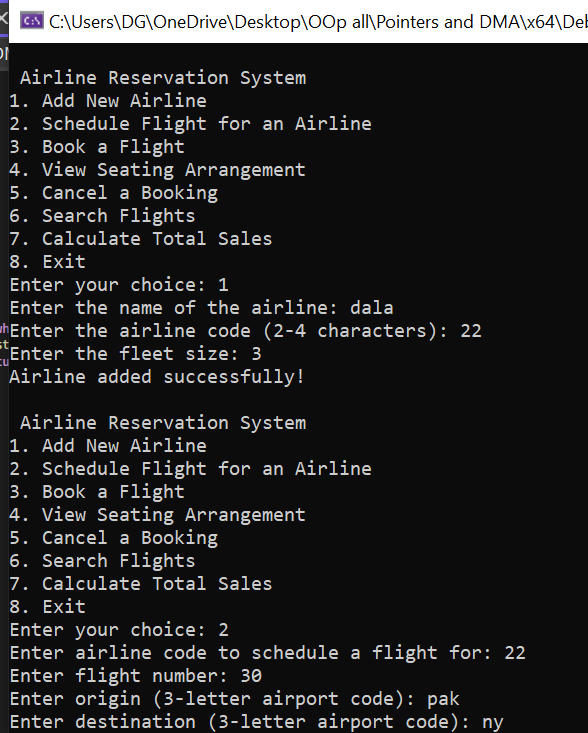 C:\Users\DG\OneDrive\Desktop\OOp all\Pointers and DMA\x64\Deb
Airline Reservation System
1. Add New Airline
2. Schedule Flight for an Airline
3. Book a Flight
4. View Seating Arrangement
5. Cancel a Booking
6. Search Flights
7. Calculate Total Sales
8. Exit
Enter your choice: 1
Enter the name of the airline: dala
Enter the airline code (2-4 characters): 22
Enter the fleet size: 3
Airline added successfully!
Airline Reservation System
1. Add New Airline
2. Schedule Flight for an Airline
3. Book a Flight
4. View Seating Arrangement
5. Cancel a Booking
6. Search Flights
7. Calculate Total Sales
8. Exit
Enter your choice: 2
Enter airline code to schedule a flight for: 22
Enter flight number: 30
Enter origin (3-letter airport code): pak
Enter destination (3-letter airport code): ny